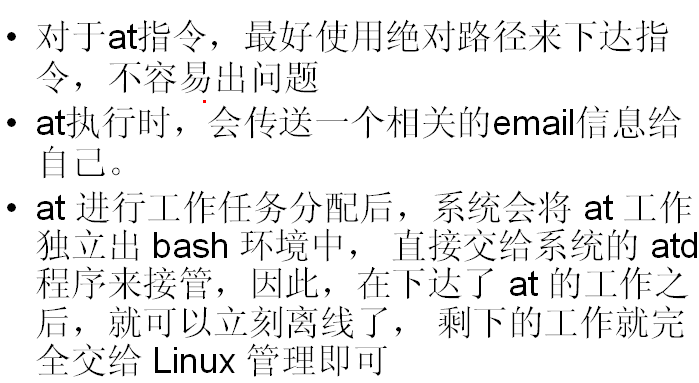 • 对于at指令，最好使用绝对路径来下达指
令，不容易出问题
• at执行时，会传送一个相关的email信息给
自己。
• at 进行工作任务分配后，系统会将 at 工作
独立出 bash 环境中， 直接交给系统的 atd
程序来接管，因此，在下达了 at 的工作之
后，就可以立刻离线了， 剩下的工作就完
全交给 Linux 管理即可